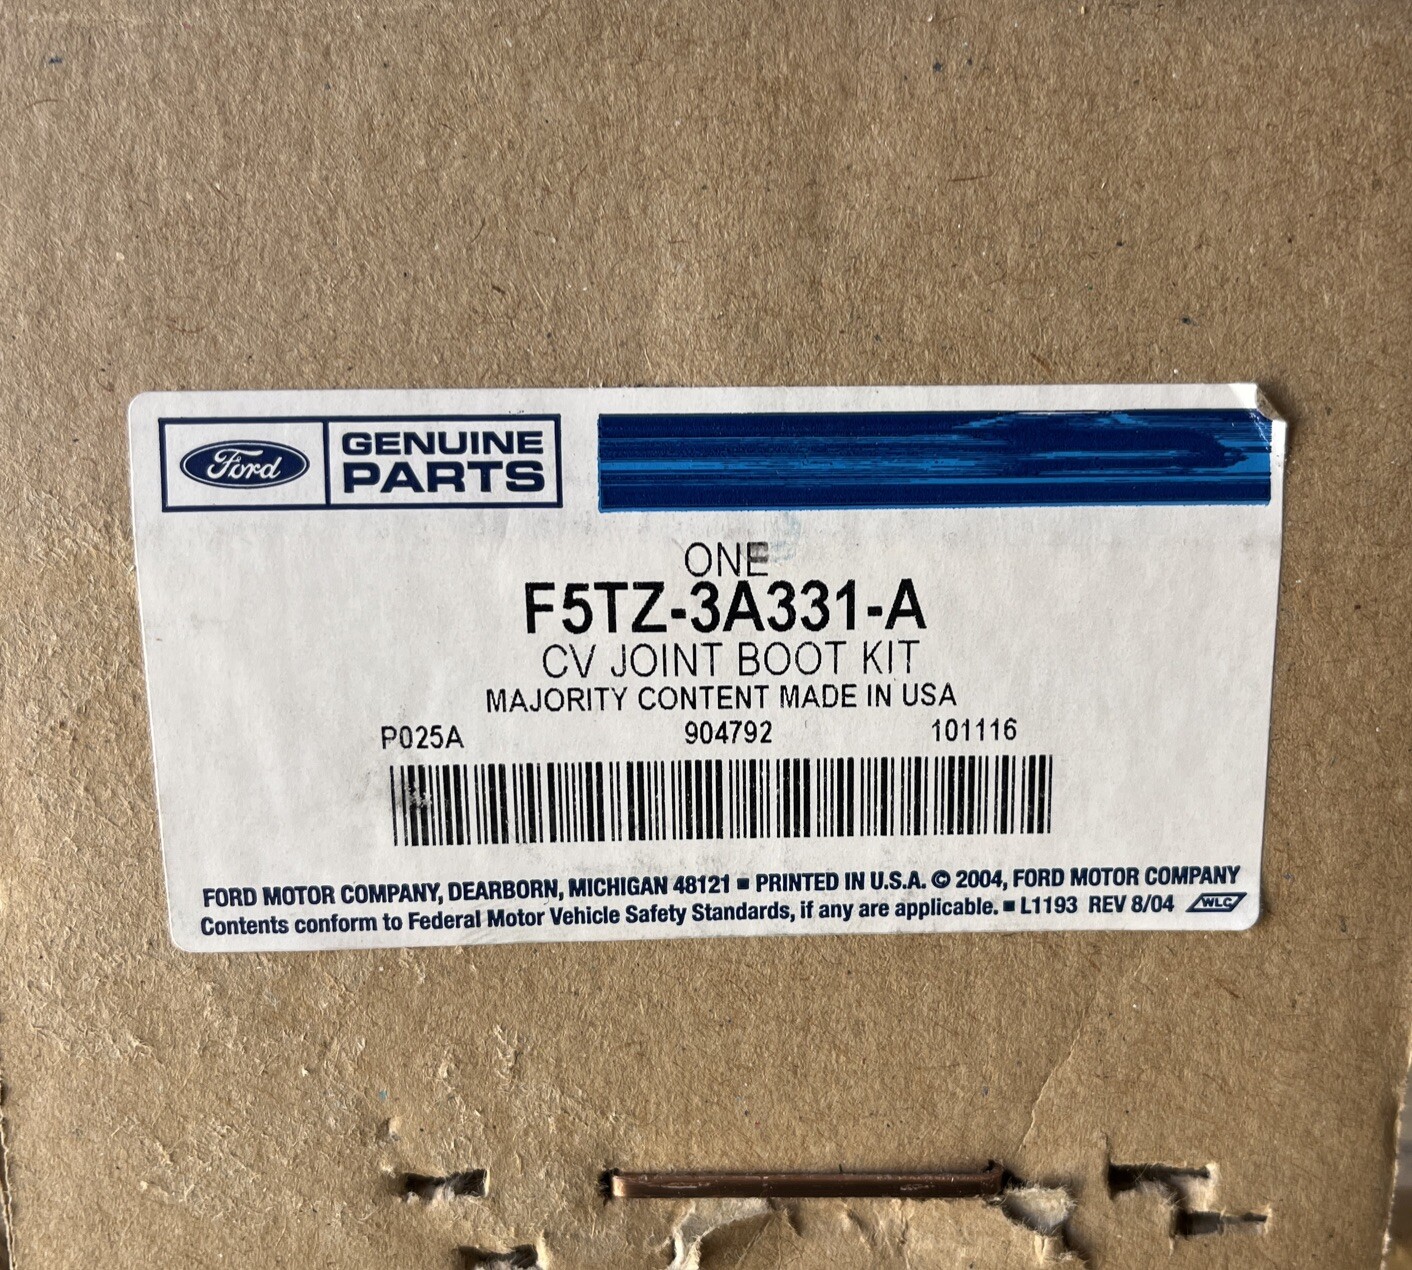 Ford
GENUINE
PARTS
ONE
F5TZ-3A331-A
CV JOINT BOOT KIT
MAJORITY CONTENT MADE IN USA
P025A 904792 101116
FORD MOTOR COMPANY, DEARBORN, MICHIGAN 48121 ■ PRINTED IN U.S.A. © 2004, FORD MOTOR COMPANY
Contents conform to Federal Motor Vehicle Safety Standards, if any are applicable. ■ L1193 REV 8/04 WLC